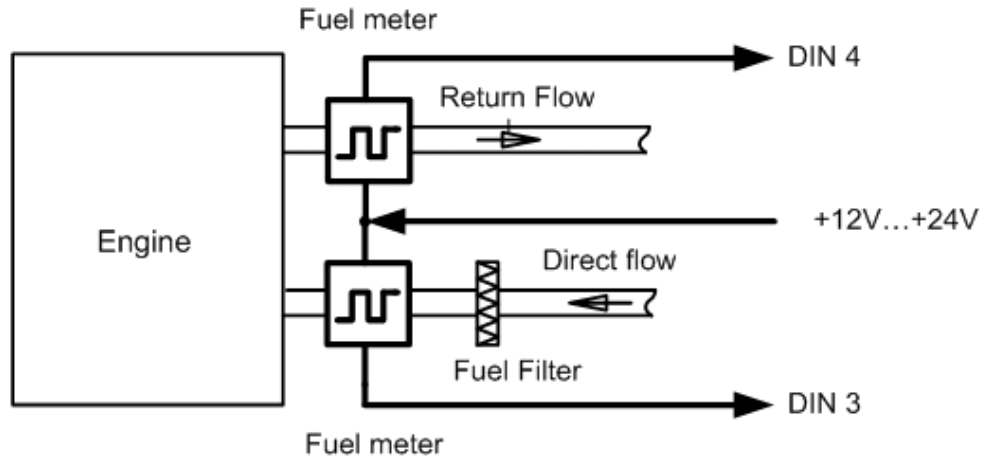 Fuel meter
DIN 4
Return Flow
+12V...+24V
Engine
Direct flow
Fuel Filter
DIN 3
Fuel meter